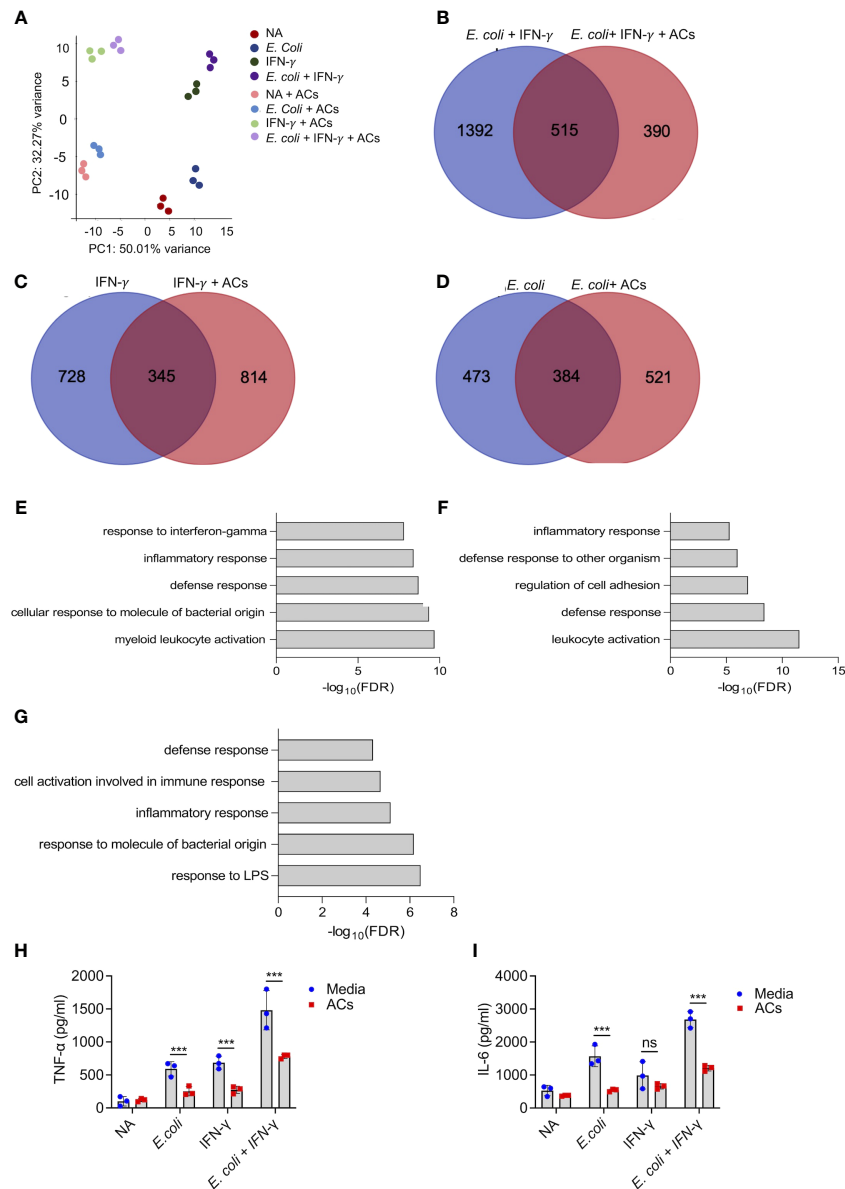 A
10
5
0
-5
-10
PC2: 32.27% variance
-10 -5 0 5 10 15
PC1: 50.01% variance
NA
E. Coli
IFN-γ
E. coli + IFN-γ
NA + ACs
E. Coli + ACs
IFN-γ + ACs
E. coli + IFN-γ + ACs
B
E. coli + IFN-γ E. coli+ IFN-γ + ACs
1392 515 390
C
IFN-γ IFN-γ + ACs
728 345 814
D
E. coli E. coli+ ACs
473 384 521
E
response to interferon-gamma
inflammatory response
defense response
cellular response to molecule of bacterial origin
myeloid leukocyte activation
0 5 10
-log10(FDR)
F
inflammatory response
defense response to other organism
regulation of cell adhesion
defense response
leukocyte activation
0 5 10 15
-log10(FDR)
G
defense response
cell activation involved in immune response
inflammatory response
response to molecule of bacterial origin
response to LPS
0 2 4 6 8
-log10(FDR)
H
TNF-α (pg/ml)
2000
1500
1000
500
0
*** *** ***
Media
ACs
NA E.coli IFN-γ E. coli + IFN-γ
I
IL-6 (pg/ml)
4000
3000
2000
1000
0
*** ns ***
Media
ACs
NA E.coli IFN-γ E. coli + IFN-γ